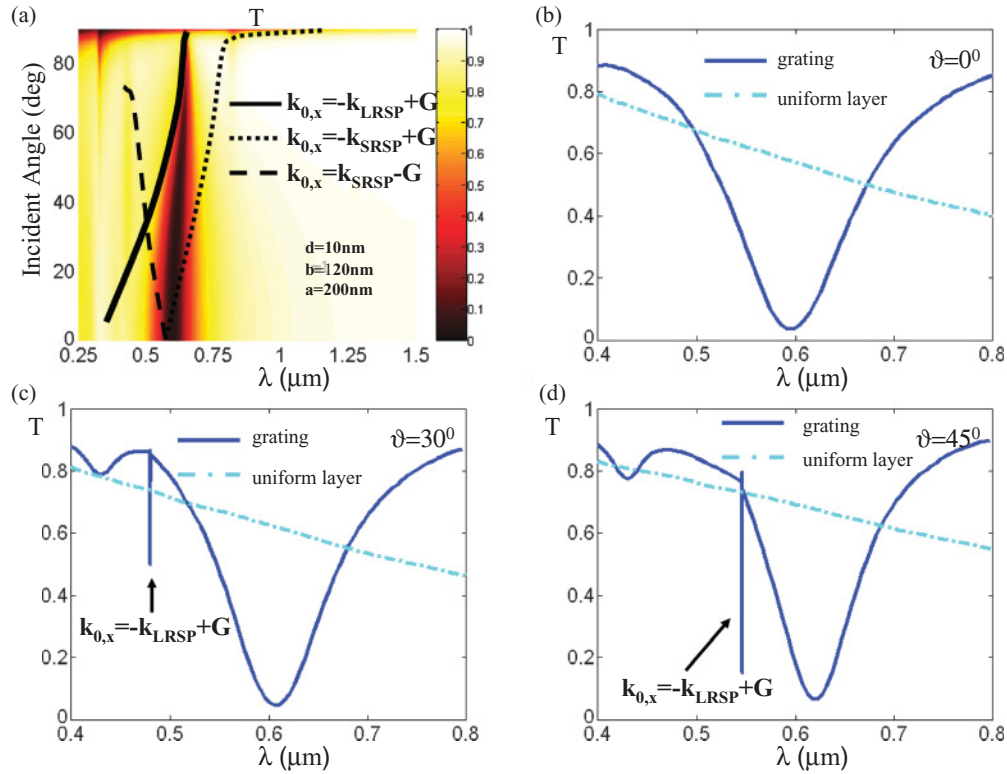 (a)
T
Incident Angle (deg)
80
60
40
20
0
0.25
0.5
0.75
1
1.25
1.5
λ (μm)
k0,x=-kLRSP+G
k0,x=-kSRSP+G
k0,x=kSRSP-G
d=10nm
b=120nm
a=200nm
1
0.9
0.8
0.7
0.6
0.5
0.4
0.3
0.2
0.1
0
(b)
T
1
0.8
0.6
0.4
0.2
0
0.4
0.5
0.6
0.7
0.8
λ (μm)
grating
uniform layer
ϑ=0⁰
(c)
T
1
0.8
0.6
0.4
0.2
0
0.4
0.5
0.6
0.7
0.8
λ (μm)
grating
uniform layer
ϑ=30⁰
k0,x=-kLRSP+G
(d)
T
1
0.8
0.6
0.4
0.2
0
0.4
0.5
0.6
0.7
0.8
λ (μm)
grating
uniform layer
ϑ=45⁰
k0,x=-kLRSP+G